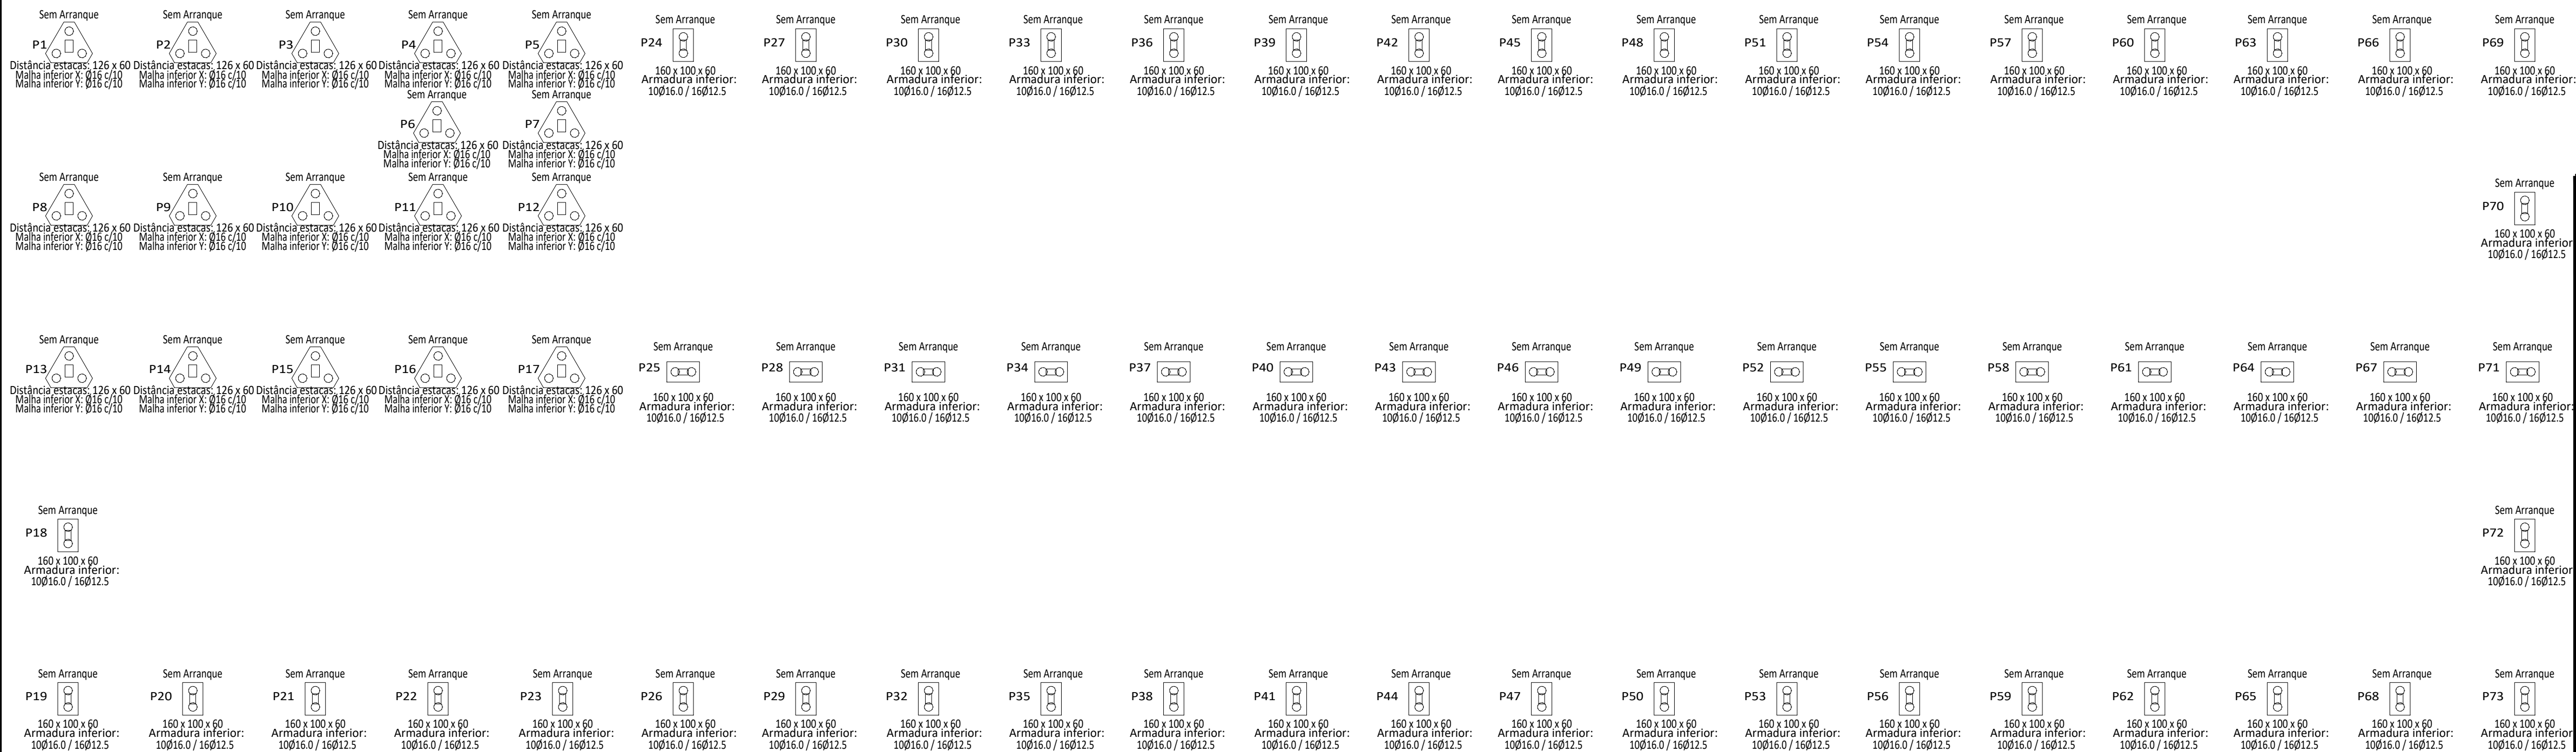 Sem Arranque Sem Arranque Sem Arranque Sem Arranque Sem Arranque Sem Arranque Sem Arranque Sem Arranque Sem Arranque Sem Arranque Sem Arranque Sem Arranque Sem Arranque Sem Arranque Sem Arranque Sem Arranque Sem Arranque Sem Arranque Sem Arranque Sem Arranque Sem Arranque
P1 P2 P3 P4 P5 P24 P27 P30 P33 P36 P39 P42 P45 P48 P51 P54 P57 P60 P63 P66 P69
Distância estacas: 126 x 60 Distância estacas: 126 x 60 Distância estacas: 126 x 60 Distância estacas: 126 x 60 Distância estacas: 126 x 60 160 x 100 x 60 160 x 100 x 60 160 x 100 x 60 160 x 100 x 60 160 x 100 x 60 160 x 100 x 60 160 x 100 x 60 160 x 100 x 60 160 x 100 x 60 160 x 100 x 60 160 x 100 x 60 160 x 100 x 60 160 x 100 x 60 160 x 100 x 60 160 x 100 x 60 160 x 100 x 60
Malha inferior X: Ø16 c/10 Malha inferior X: Ø16 c/10 Malha inferior X: Ø16 c/10 Malha inferior X: Ø16 c/10 Malha inferior X: Ø16 c/10 Armadura inferior: Armadura inferior: Armadura inferior: Armadura inferior: Armadura inferior: Armadura inferior: Armadura inferior: Armadura inferior: Armadura inferior: Armadura inferior: Armadura inferior: Armadura inferior: Armadura inferior: Armadura inferior: Armadura inferior: Armadura inferior:
Malha inferior Y: Ø16 c/10 Malha inferior Y: Ø16 c/10 Malha inferior Y: Ø16 c/10 Malha inferior Y: Ø16 c/10 Malha inferior Y: Ø16 c/10 10Ø16.0 / 16Ø12.5 10Ø16.0 / 16Ø12.5 10Ø16.0 / 16Ø12.5 10Ø16.0 / 16Ø12.5 10Ø16.0 / 16Ø12.5 10Ø16.0 / 16Ø12.5 10Ø16.0 / 16Ø12.5 10Ø16.0 / 16Ø12.5 10Ø16.0 / 16Ø12.5 10Ø16.0 / 16Ø12.5 10Ø16.0 / 16Ø12.5 10Ø16.0 / 16Ø12.5 10Ø16.0 / 16Ø12.5 10Ø16.0 / 16Ø12.5 10Ø16.0 / 16Ø12.5 10Ø16.0 / 16Ø12.5
Sem Arranque Sem Arranque
P6 P7
Distância estacas: 126 x 60 Distância estacas: 126 x 60
Malha inferior X: Ø16 c/10 Malha inferior X: Ø16 c/10
Malha inferior Y: Ø16 c/10 Malha inferior Y: Ø16 c/10
Sem Arranque Sem Arranque Sem Arranque Sem Arranque Sem Arranque Sem Arranque
P8 P9 P10 P11 P12 P70
Distância estacas: 126 x 60 Distância estacas: 126 x 60 Distância estacas: 126 x 60 Distância estacas: 126 x 60 Distância estacas: 126 x 60 160 x 100 x 60
Malha inferior X: Ø16 c/10 Malha inferior X: Ø16 c/10 Malha inferior X: Ø16 c/10 Malha inferior X: Ø16 c/10 Malha inferior X: Ø16 c/10 Armadura inferior
Malha inferior Y: Ø16 c/10 Malha inferior Y: Ø16 c/10 Malha inferior Y: Ø16 c/10 Malha inferior Y: Ø16 c/10 Malha inferior Y: Ø16 c/10 10Ø16.0 / 16Ø12.5
Sem Arranque Sem Arranque Sem Arranque Sem Arranque Sem Arranque Sem Arranque Sem Arranque Sem Arranque Sem Arranque Sem Arranque Sem Arranque Sem Arranque Sem Arranque Sem Arranque Sem Arranque Sem Arranque Sem Arranque Sem Arranque Sem Arranque Sem Arranque Sem Arranque
P13 P14 P15 P16 P17 P25 P28 P31 P34 P37 P40 P43 P46 P49 P52 P55 P58 P61 P64 P67 P71
Distância estacas: 126 x 60 Distância estacas: 126 x 60 Distância estacas: 126 x 60 Distância estacas: 126 x 60 Distância estacas: 126 x 60 160 x 100 x 60 160 x 100 x 60 160 x 100 x 60 160 x 100 x 60 160 x 100 x 60 160 x 100 x 60 160 x 100 x 60 160 x 100 x 60 160 x 100 x 60 160 x 100 x 60 160 x 100 x 60 160 x 100 x 60 160 x 100 x 60 160 x 100 x 60 160 x 100 x 60 160 x 100 x 60
Malha inferior X: Ø16 c/10 Malha inferior X: Ø16 c/10 Malha inferior X: Ø16 c/10 Malha inferior X: Ø16 c/10 Malha inferior X: Ø16 c/10 Armadura inferior: Armadura inferior: Armadura inferior: Armadura inferior: Armadura inferior: Armadura inferior: Armadura inferior: Armadura inferior: Armadura inferior: Armadura inferior: Armadura inferior: Armadura inferior: Armadura inferior: Armadura inferior: Armadura inferior: Armadura inferior:
Malha inferior Y: Ø16 c/10 Malha inferior Y: Ø16 c/10 Malha inferior Y: Ø16 c/10 Malha inferior Y: Ø16 c/10 Malha inferior Y: Ø16 c/10 10Ø16.0 / 16Ø12.5 10Ø16.0 / 16Ø12.5 10Ø16.0 / 16Ø12.5 10Ø16.0 / 16Ø12.5 10Ø16.0 / 16Ø12.5 10Ø16.0 / 16Ø12.5 10Ø16.0 / 16Ø12.5 10Ø16.0 / 16Ø12.5 10Ø16.0 / 16Ø12.5 10Ø16.0 / 16Ø12.5 10Ø16.0 / 16Ø12.5 10Ø16.0 / 16Ø12.5 10Ø16.0 / 16Ø12.5 10Ø16.0 / 16Ø12.5 10Ø16.0 / 16Ø12.5 10Ø16.0 / 16Ø12.5
Sem Arranque Sem Arranque
P18 P72
160 x 100 x 60 160 x 100 x 60
Armadura inferior: Armadura inferior
10Ø16.0 / 16Ø12.5 10Ø16.0 / 16Ø12.5
Sem Arranque Sem Arranque Sem Arranque Sem Arranque Sem Arranque Sem Arranque Sem Arranque Sem Arranque Sem Arranque Sem Arranque Sem Arranque Sem Arranque Sem Arranque Sem Arranque Sem Arranque Sem Arranque Sem Arranque Sem Arranque Sem Arranque Sem Arranque Sem Arranque
P19 P20 P21 P22 P23 P26 P29 P32 P35 P38 P41 P44 P47 P50 P53 P56 P59 P62 P65 P68 P73
160 x 100 x 60 160 x 100 x 60 160 x 100 x 60 160 x 100 x 60 160 x 100 x 60 160 x 100 x 60 160 x 100 x 60 160 x 100 x 60 160 x 100 x 60 160 x 100 x 60 160 x 100 x 60 160 x 100 x 60 160 x 100 x 60 160 x 100 x 60 160 x 100 x 60 160 x 100 x 60 160 x 100 x 60 160 x 100 x 60 160 x 100 x 60 160 x 100 x 60 160 x 100 x 60
Armadura inferior: Armadura inferior: Armadura inferior: Armadura inferior: Armadura inferior: Armadura inferior: Armadura inferior: Armadura inferior: Armadura inferior: Armadura inferior: Armadura inferior: Armadura inferior: Armadura inferior: Armadura inferior: Armadura inferior: Armadura inferior: Armadura inferior: Armadura inferior: Armadura inferior: Armadura inferior: Armadura inferior:
10Ø16.0 / 16Ø12.5 10Ø16.0 / 16Ø12.5 10Ø16.0 / 16Ø12.5 10Ø16.0 / 16Ø12.5 10Ø16.0 / 16Ø12.5 10Ø16.0 / 16Ø12.5 10Ø16.0 / 16Ø12.5 10Ø16.0 / 16Ø12.5 10Ø16.0 / 16Ø12.5 10Ø16.0 / 16Ø12.5 10Ø16.0 / 16Ø12.5 10Ø16.0 / 16Ø12.5 10Ø16.0 / 16Ø12.5 10Ø16.0 / 16Ø12.5 10Ø16.0 / 16Ø12.5 10Ø16.0 / 16Ø12.5 10Ø16.0 / 16Ø12.5 10Ø16.0 / 16Ø12.5 10Ø16.0 / 16Ø12.5 10Ø16.0 / 16Ø12.5 10Ø16.0 / 16Ø12.5